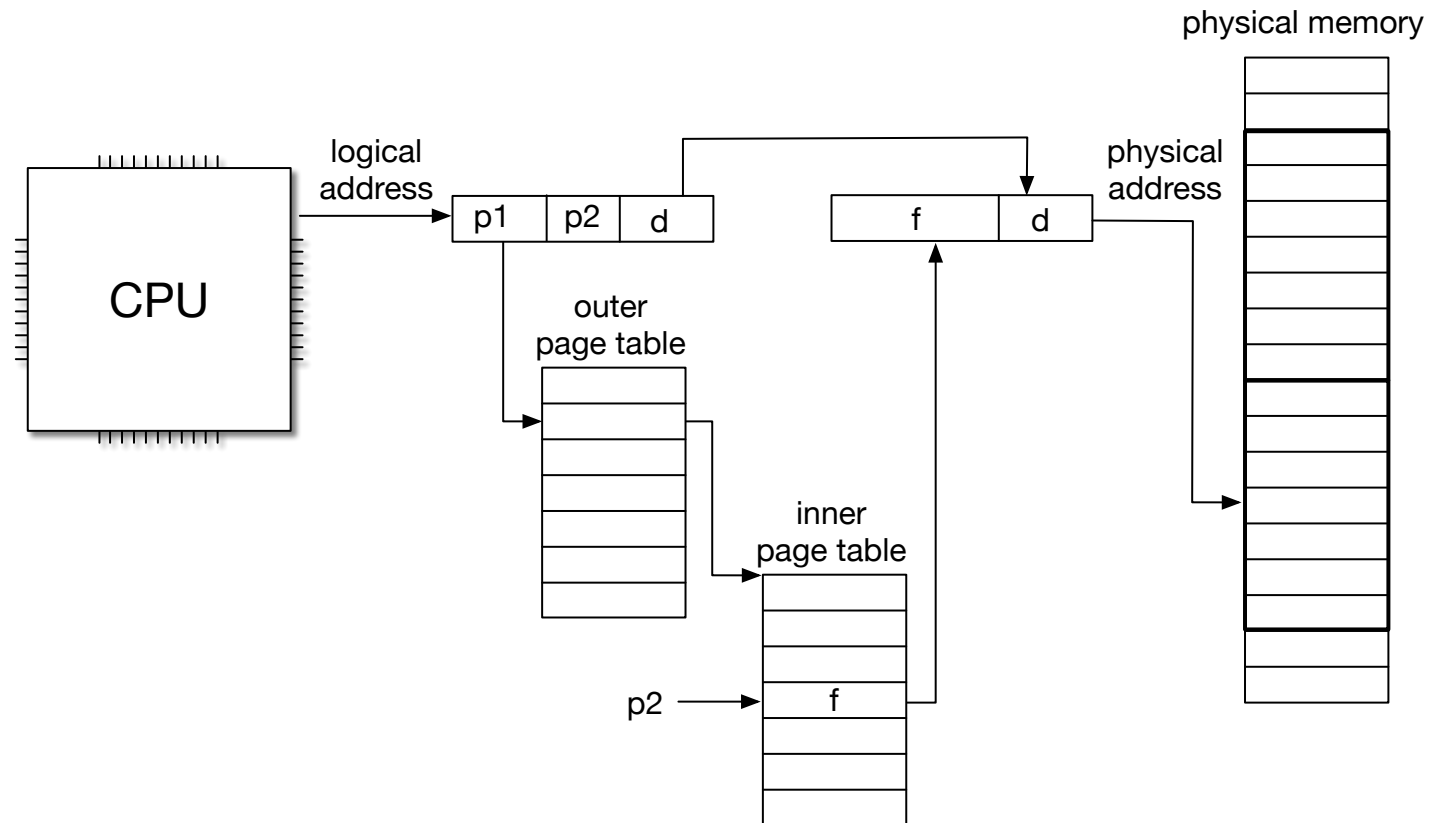 physical memory
logical
address
physical
address
p1 p2 d
f d
CPU
outer
page table
inner
page table
p2
f